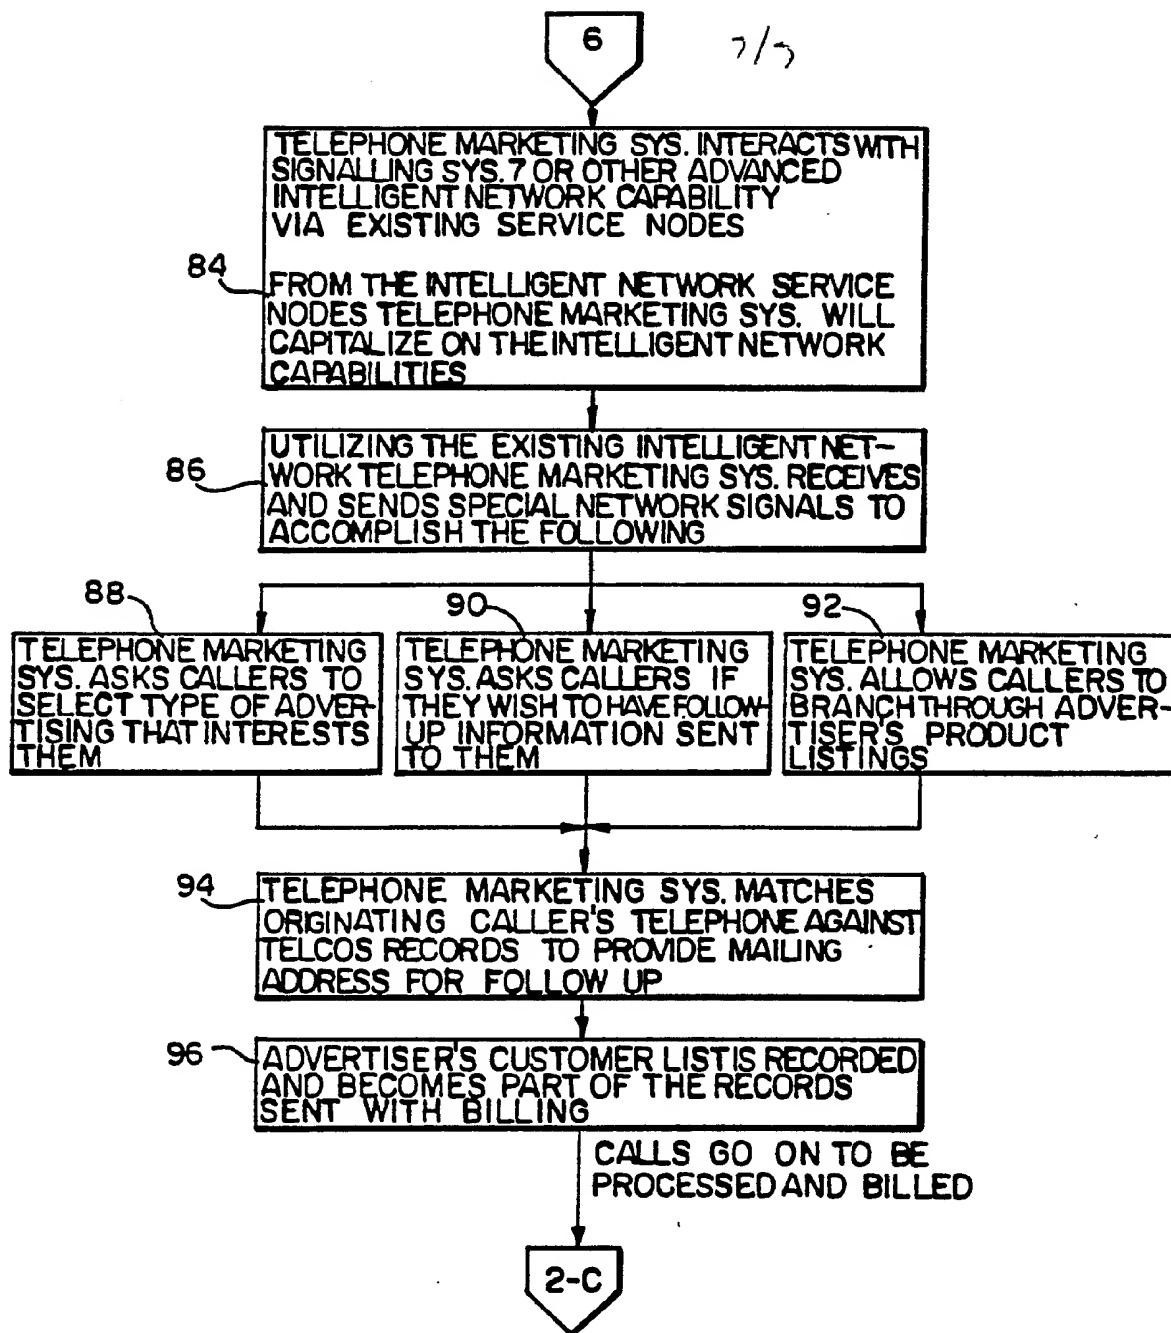 6
7/7
TELEPHONE MARKETING SYS. INTERACTS WITH
SIGNALLING SYS. 7 OR OTHER ADVANCED
INTELLIGENT NETWORK CAPABILITY
VIA EXISTING SERVICE NODES
84
FROM THE INTELLIGENT NETWORK SERVICE
NODES TELEPHONE MARKETING SYS. WILL
CAPITALIZE ON THE INTELLIGENT NETWORK
CAPABILITIES
86
UTILIZING THE EXISTING INTELLIGENT NET-
WORK TELEPHONE MARKETING SYS. RECEIVES
AND SENDS SPECIAL NETWORK SIGNALS TO
ACCOMPLISH THE FOLLOWING
88
TELEPHONE MARKETING
SYS. ASKS CALLERS TO
SELECT TYPE OF ADVER-
TISING THAT INTERESTS
THEM
90
TELEPHONE MARKETING
SYS. ASKS CALLERS IF
THEY WISH TO HAVE FOLLOW-
UP INFORMATION SENT
TO THEM
92
TELEPHONE MARKETING
SYS. ALLOWS CALLERS TO
BRANCH THROUGH ADVER-
TISER'S PRODUCT
LISTINGS
94
TELEPHONE MARKETING SYS. MATCHES
ORIGINATING CALLER'S TELEPHONE AGAINST
TELCOS RECORDS TO PROVIDE MAILING
ADDRESS FOR FOLLOW UP
96
ADVERTISER'S CUSTOMER LIST IS RECORDED
AND BECOMES PART OF THE RECORDS
SENT WITH BILLING
CALLS GO ON TO BE
PROCESSED AND BILLED
2-C